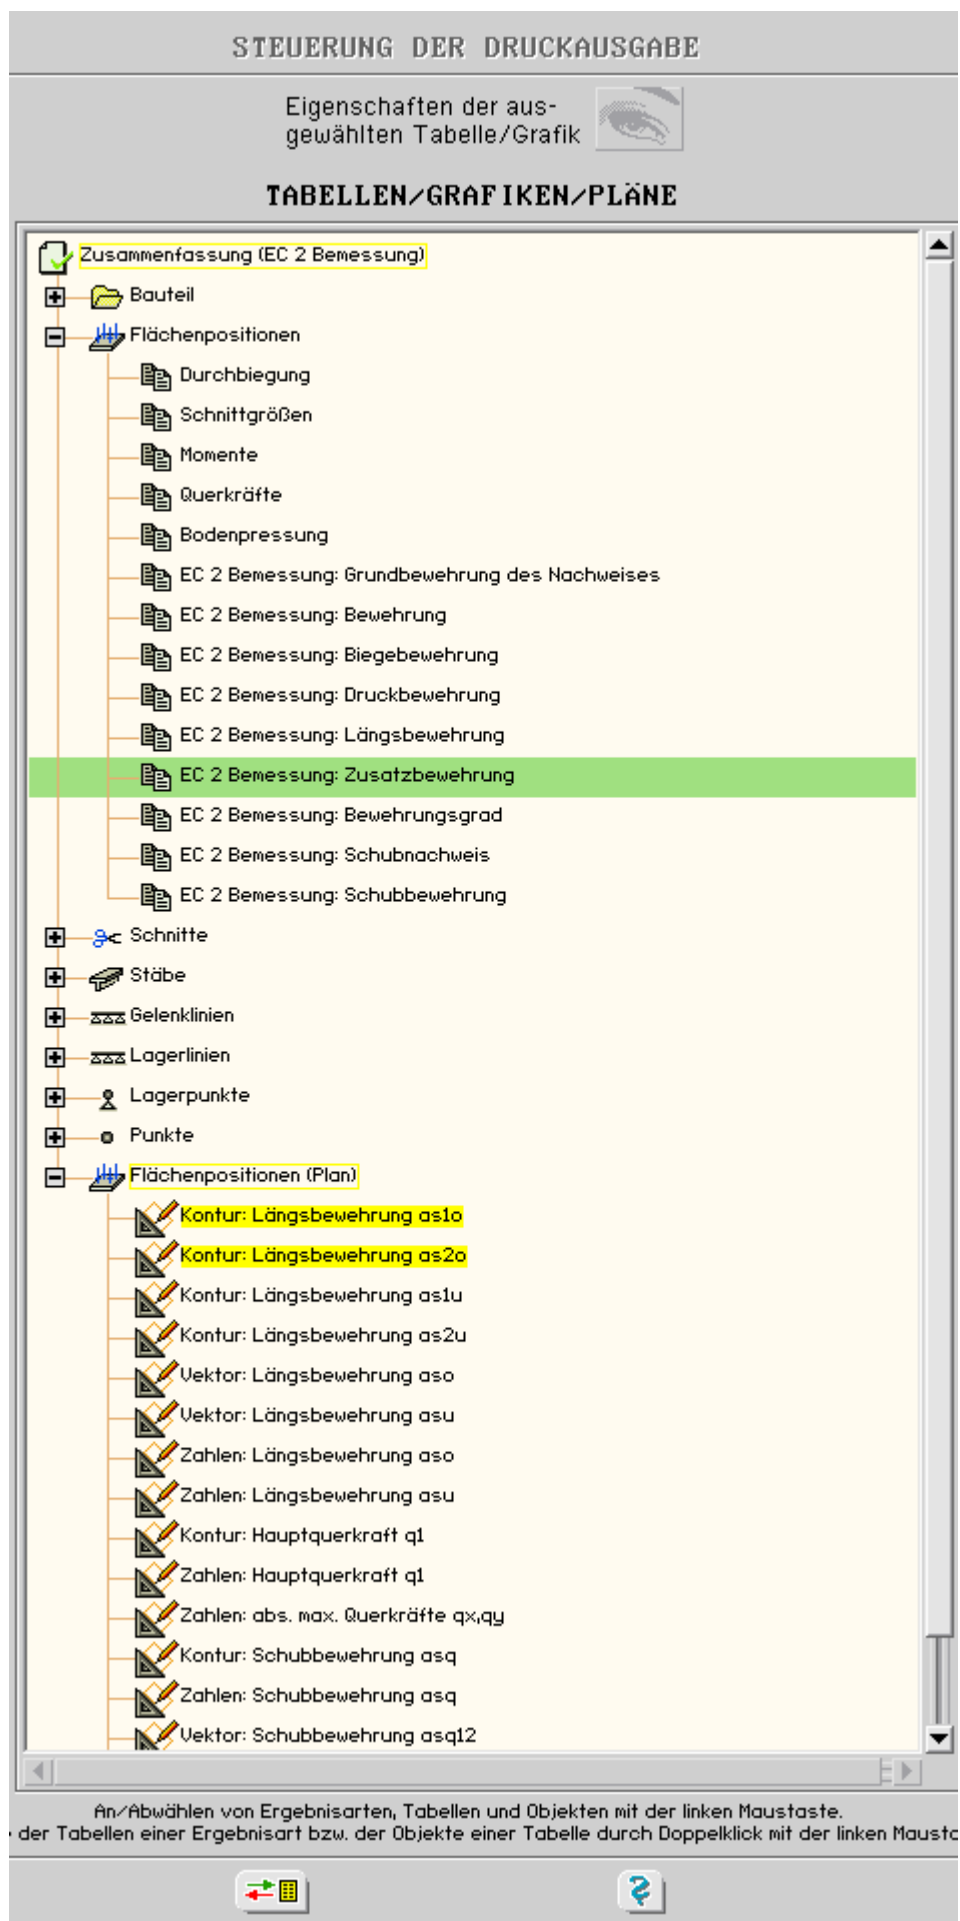 STEUERUNG DER DRUCKAUSGABE
Eigenschaften der aus-
gewählten Tabelle/Grafik
TABELLEN/GRAFIKEN/PLÄNE
Zusammenfassung (EC 2 Bemessung)
Bauteil
Flächenpositionen
Durchbiegung
Schnittgrößen
Momente
Querkräfte
Bodenpressung
EC 2 Bemessung: Grundbewehrung des Nachweises
EC 2 Bemessung: Bewehrung
EC 2 Bemessung: Biegebewehrung
EC 2 Bemessung: Druckbewehrung
EC 2 Bemessung: Längsbewehrung
EC 2 Bemessung: Zusatzbewehrung
EC 2 Bemessung: Bewehrungsgrad
EC 2 Bemessung: Schubnachweis
EC 2 Bemessung: Schubbewehrung
Schnitte
Stäbe
Gelenklinien
Lagerlinien
Lagerpunkte
Punkte
Flächenpositionen (Plan)
Kontur: Längsbewehrung as1o
Kontur: Längsbewehrung as2o
Kontur: Längsbewehrung as1u
Kontur: Längsbewehrung as2u
Vektor: Längsbewehrung aso
Vektor: Längsbewehrung asu
Zahlen: Längsbewehrung aso
Zahlen: Längsbewehrung asu
Kontur: Hauptquerkraft q1
Zahlen: Hauptquerkraft q1
Zahlen: abs. max. Querkräfte qx,qy
Kontur: Schubbewehrung asq
Zahlen: Schubbewehrung asq
Vektor: Schubbewehrung asq12
An/Abwählen von Ergebnisarten, Tabellen und Objekten mit der linken Maustaste.
der Tabellen einer Ergebnisart bzw. der Objekte einer Tabelle durch Doppelklick mit der linken Mausta